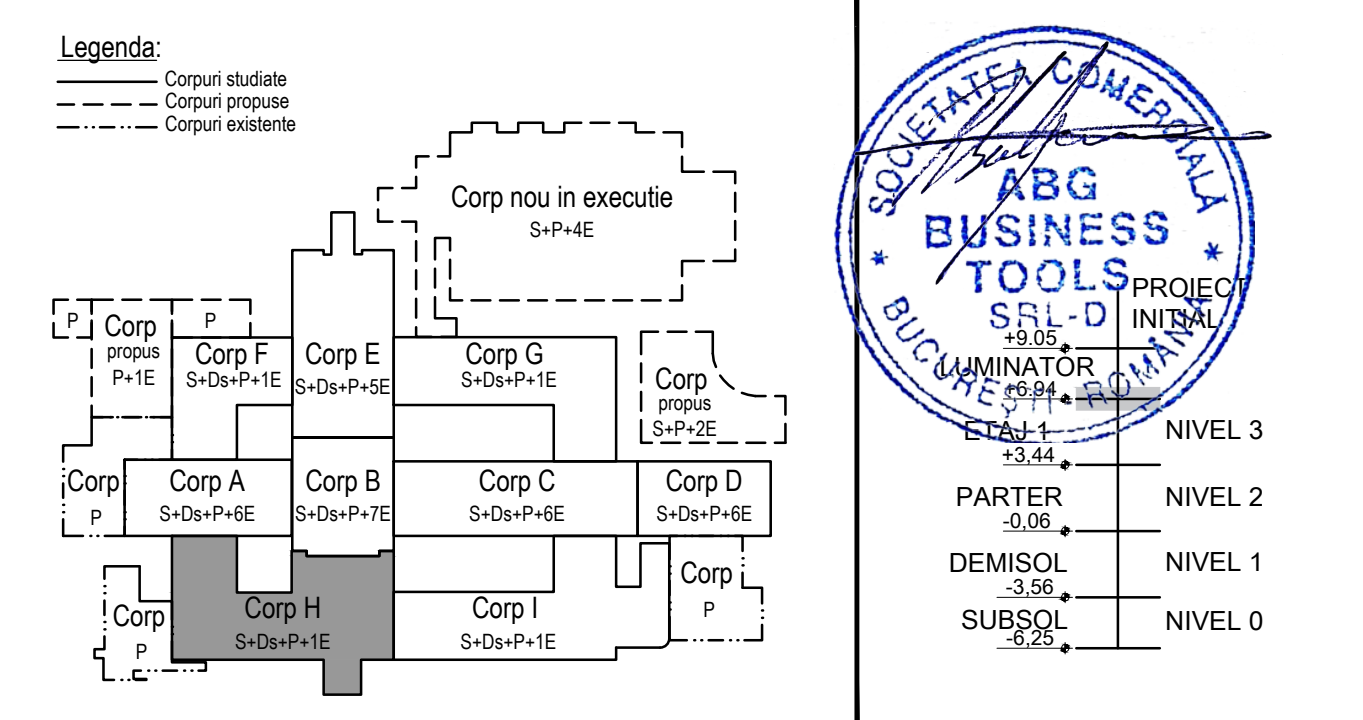 Legenda:
Corpuri studiate
Corpuri propuse
Corpuri existente
Corp nou in executie
S+P+4E
P
Corp
propus
P+1E
P
Corp F
S+Ds+P+1E
Corp E
S+Ds+P+5E
Corp G
S+Ds+P+1E
Corp
propus
S+P+2E
Corp
P
Corp A
S+Ds+P+6E
Corp B
S+Ds+P+7E
Corp C
S+Ds+P+6E
Corp D
S+Ds+P+6E
Corp
P
Corp H
S+Ds+P+1E
Corp I
S+Ds+P+1E
Corp
P
SOCIETATEA COMERCIALĂ
ABG
BUSINESS
TOOLS
SRL-D
* BUCUREȘTI - ROMÂNIA *
PROIECT
INITIAL
+9.05
LUMINATOR
+6.94
ETAJ 1
NIVEL 3
+3,44
PARTER
NIVEL 2
-0,06
DEMISOL
NIVEL 1
-3,56
SUBSOL
NIVEL 0
-6,25